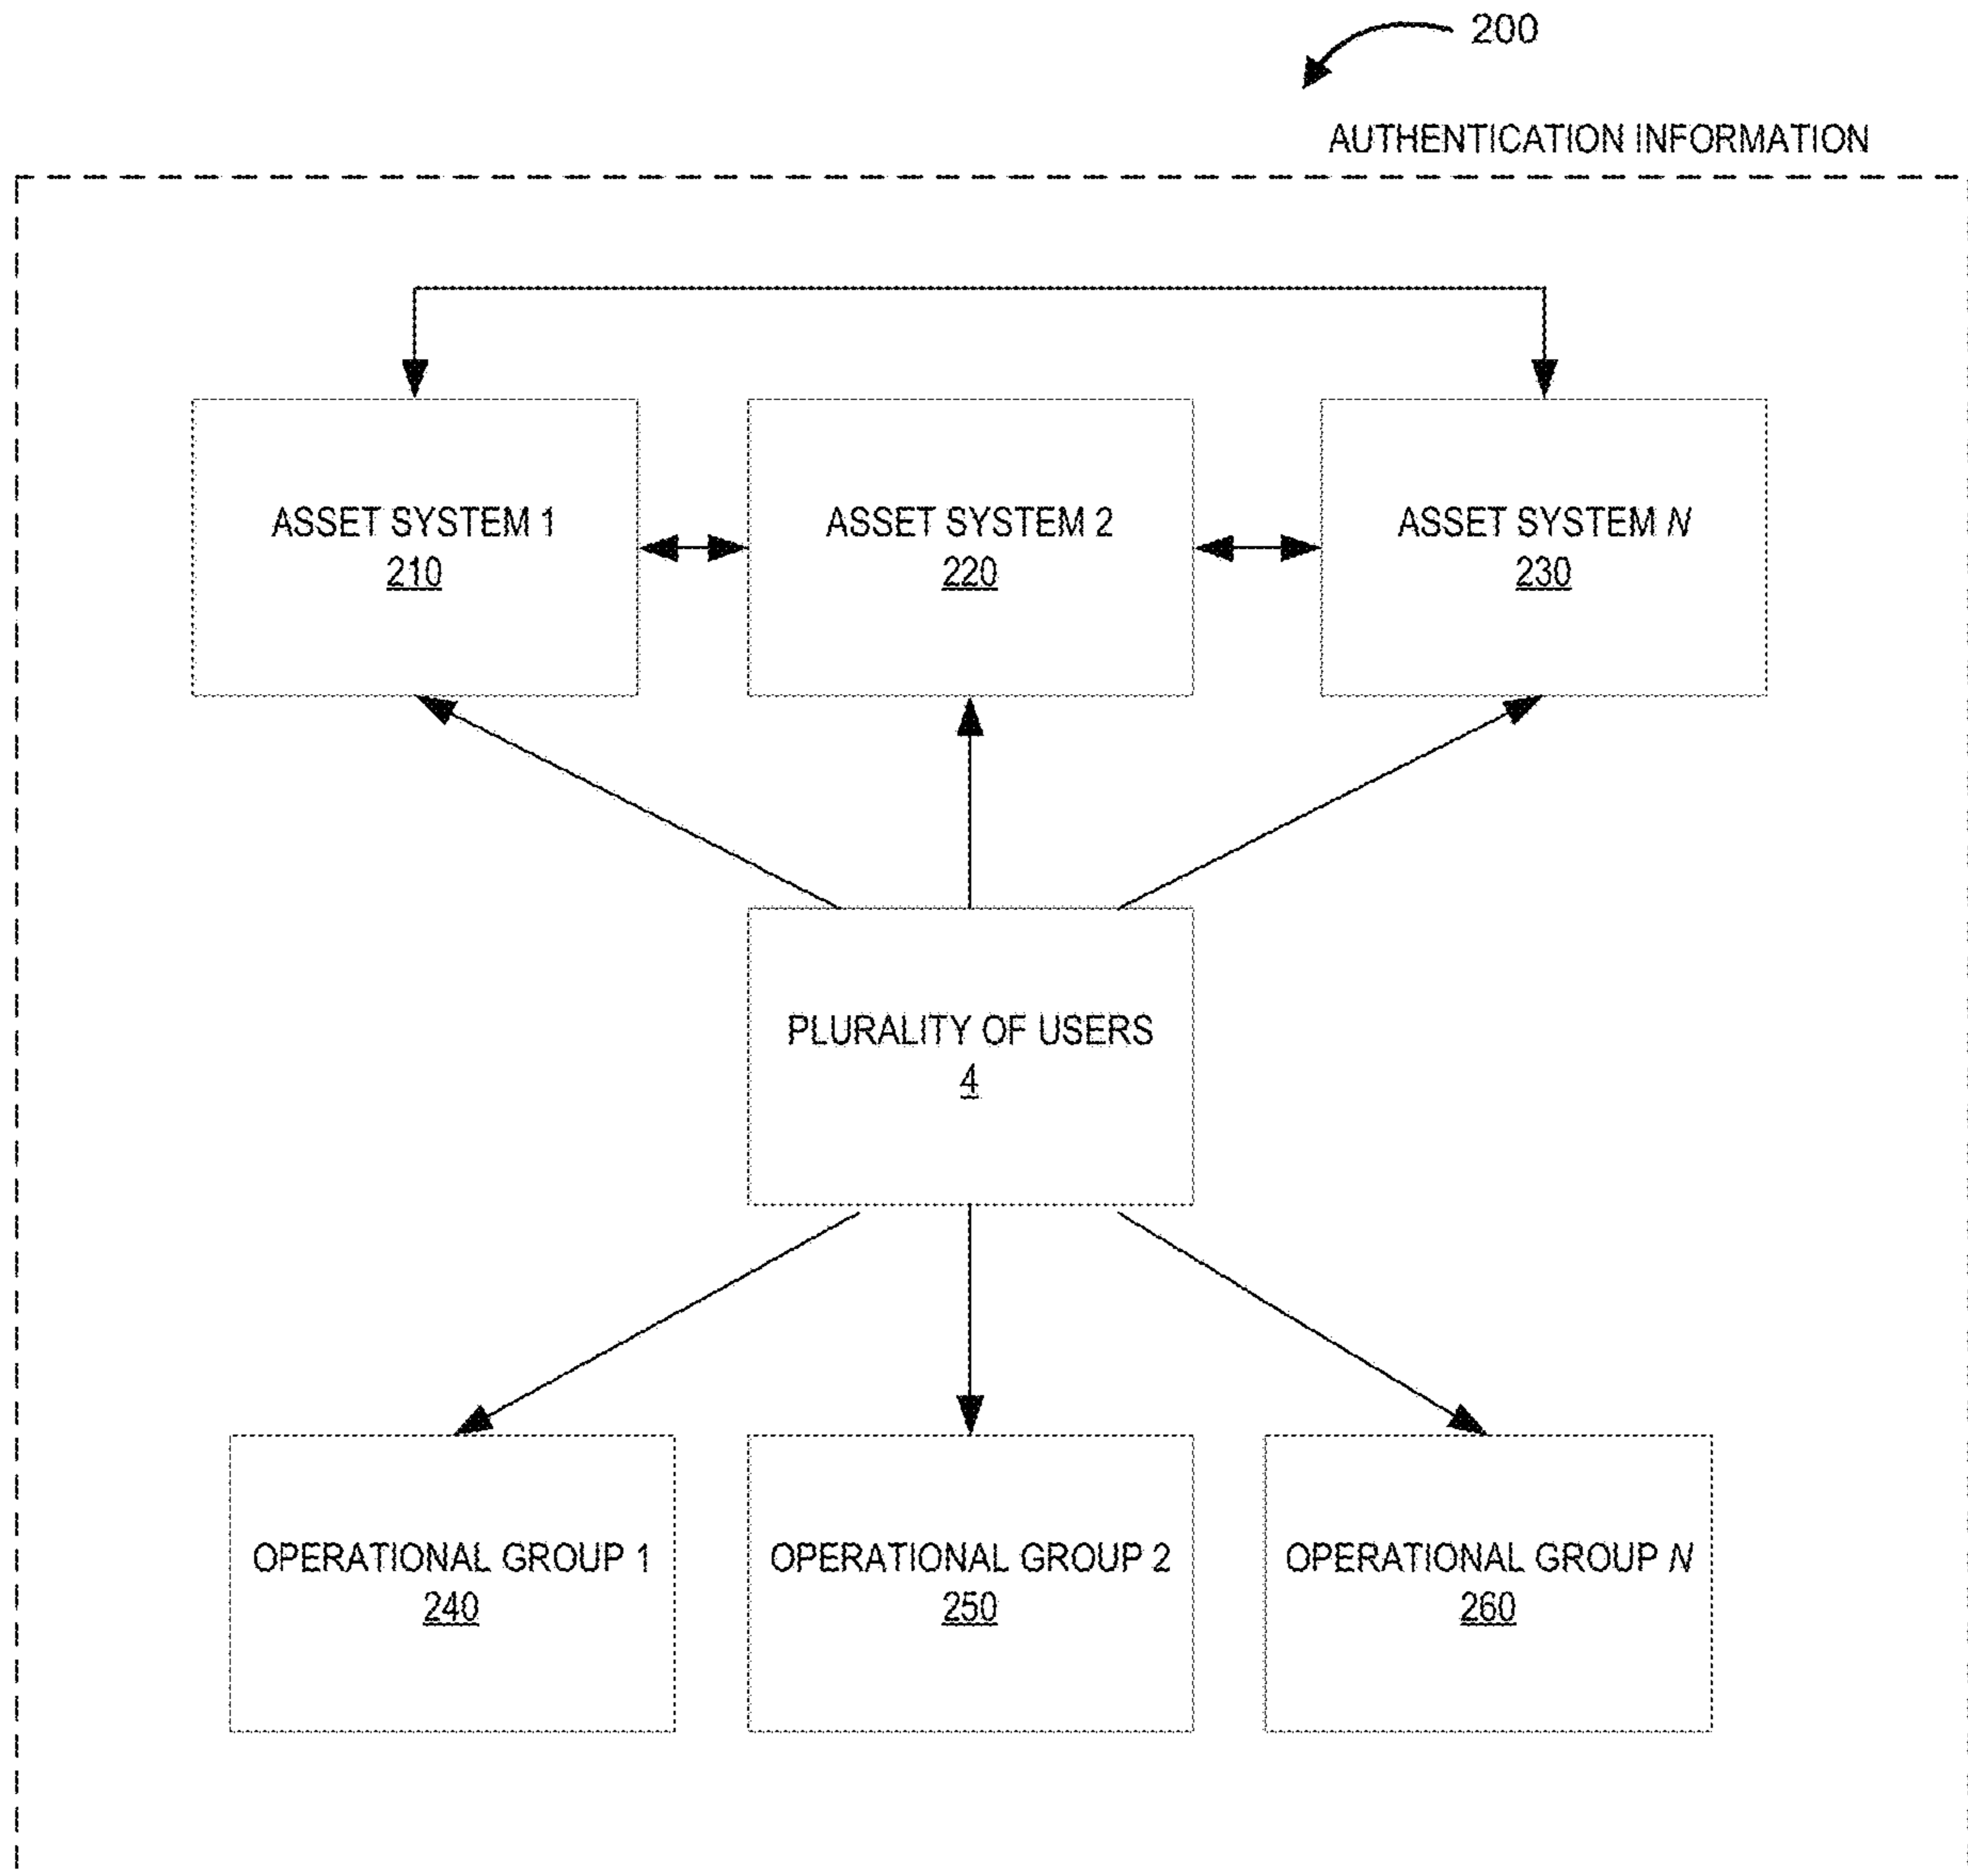 200
AUTHENTICATION INFORMATION
ASSET SYSTEM 1
210
ASSET SYSTEM 2
220
ASSET SYSTEM N
230
PLURALITY OF USERS
4
OPERATIONAL GROUP 1
240
OPERATIONAL GROUP 2
250
OPERATIONAL GROUP N
260